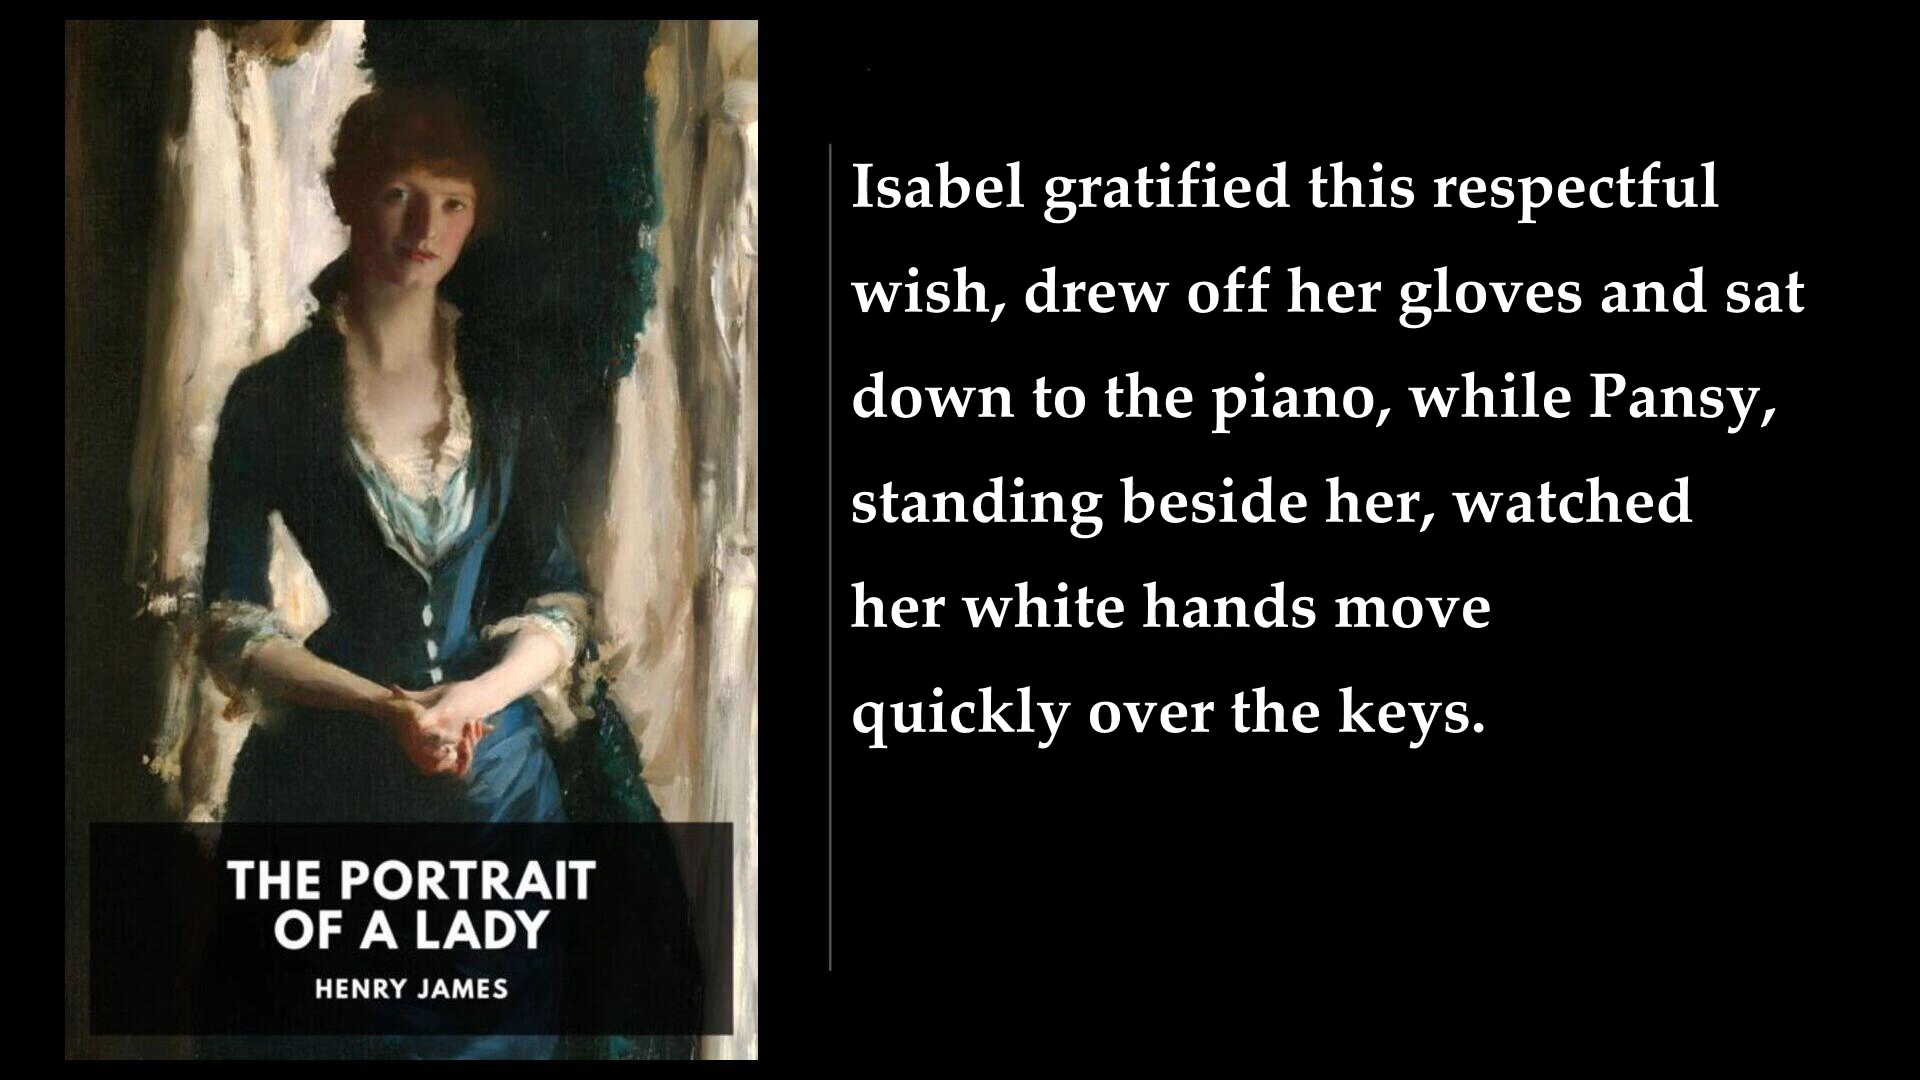 THE PORTRAIT
OF A LADY
HENRY JAMES
Isabel gratified this respectful
wish, drew off her gloves and sat
down to the piano, while Pansy,
standing beside her, watched
her white hands move
quickly over the keys.